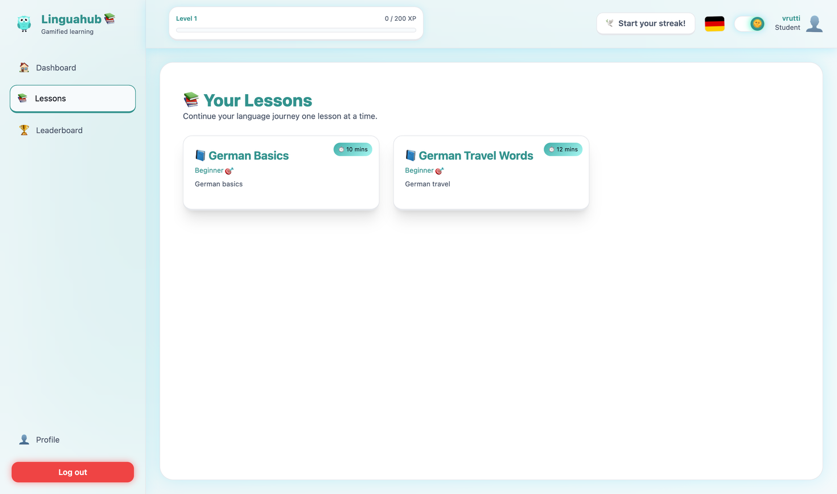 Linguahub
Gamified learning
Dashboard
Lessons
Leaderboard
Profile
Log out
Level 1
0 / 200 XP
Start your streak!
vrutti
Student
Your Lessons
Continue your language journey one lesson at a time.
German Basics
10 mins
Beginner
German basics
German Travel Words
12 mins
Beginner
German travel